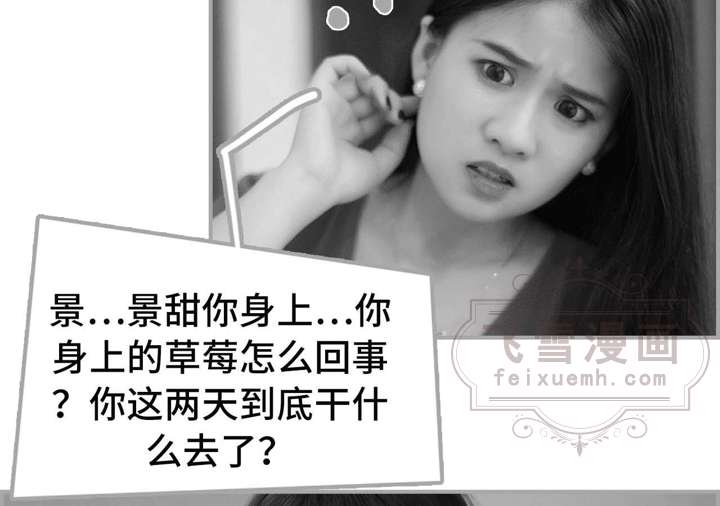 景…景甜你身上…你
身上的草莓怎么回事
？你这两天到底干什
么去了？
飞雪漫画
feixuemh.com